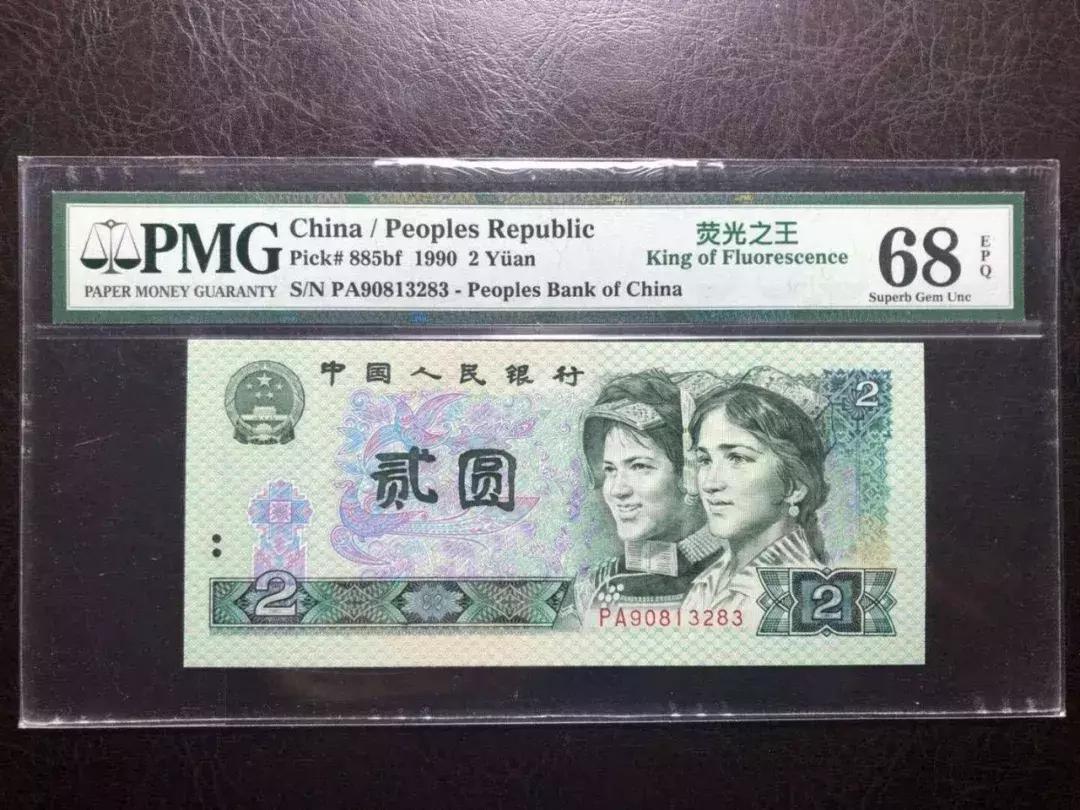 PMG
PAPER MONEY GUARANTY
China / Peoples Republic
Pick# 885bf 1990 2 Yüan
S/N PA90813283 - Peoples Bank of China
荧光之王
King of Fluorescence
68
EPQ
Superb Gem Unc
中国人民银行
2
贰圆
2
PA90813283
2